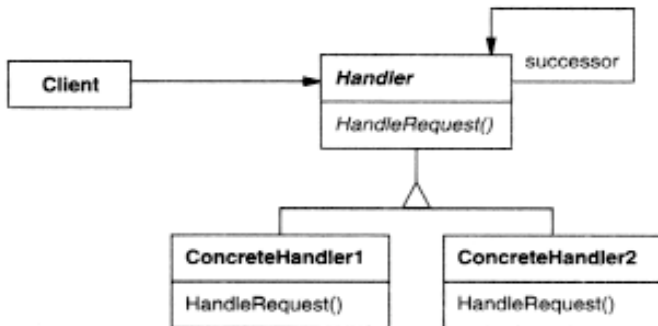 Client
Handler
successor
HandleRequest()
ConcreteHandler1
ConcreteHandler2
HandleRequest()
HandleRequest()